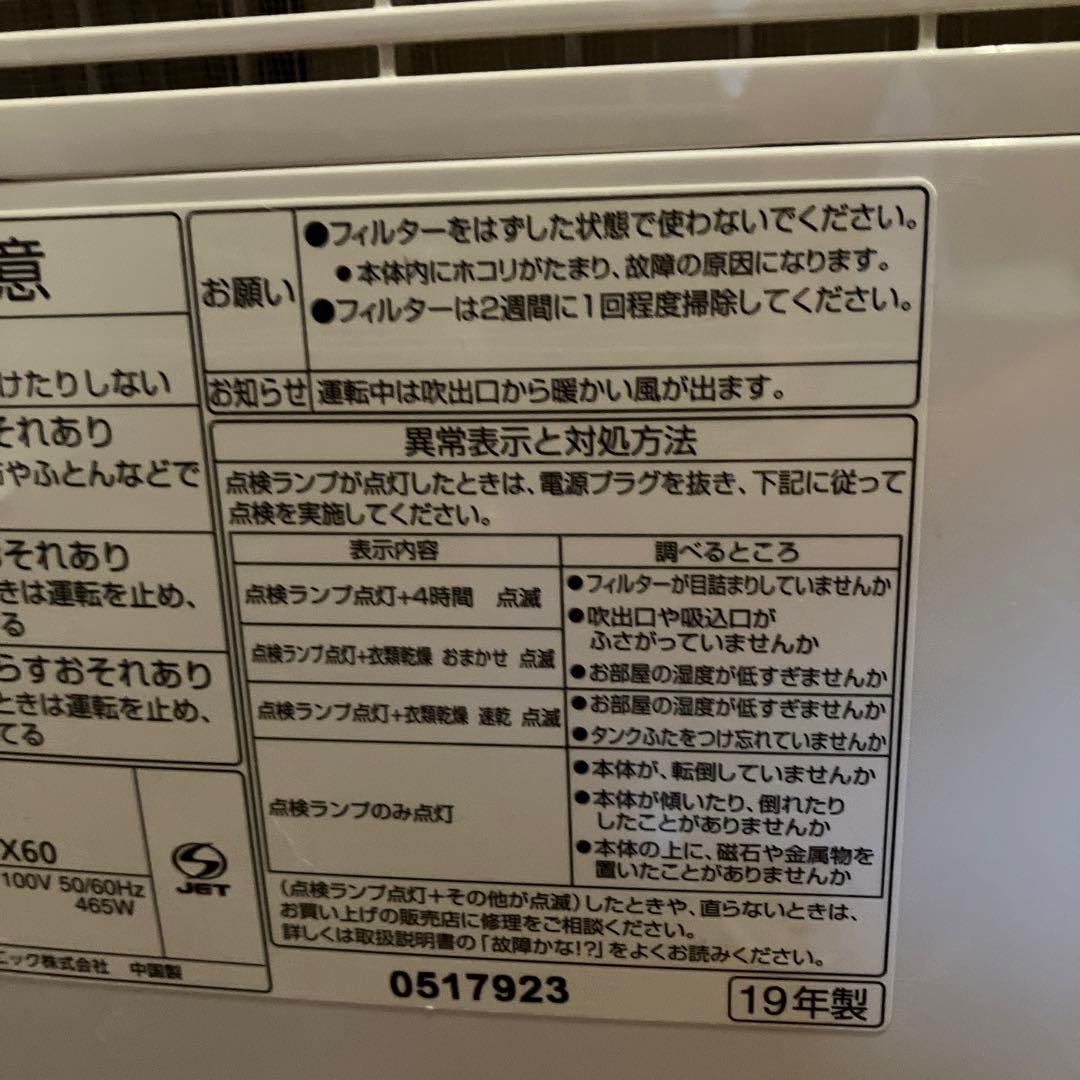 意
けたりしない
それあり
やふとんなどで
おそれあり
きは運転を止め、
る
らすおそれあり
ときは運転を止め、
てる
X60
100V 50/60Hz
465W
JET
ニック株式会社 中国製
お願い
●フィルターをはずした状態で使わないでください。
●本体内にホコリがたまり、故障の原因になります。
●フィルターは2週間に1回程度掃除してください。
お知らせ 運転中は吹出口から暖かい風が出ます。
異常表示と対処方法
点検ランプが点灯したときは、電源プラグを抜き、下記に従って
点検を実施してください。
表示内容 調べるところ
点検ランプ点灯+4時間 点滅
点検ランプ点灯+衣類乾燥 おまかせ 点滅
●フィルターが目詰まりしていませんか
●吹出口や吸込口が
ふさがっていませんか
●お部屋の湿度が低すぎませんか
点検ランプ点灯+衣類乾燥 速乾 点滅
●お部屋の湿度が低すぎませんか
●タンクふたをつけ忘れていませんか
点検ランプのみ点灯
●本体が、転倒していませんか
●本体が傾いたり、倒れたり
したことがありませんか
●本体の上に、磁石や金属物を
置いたことがありませんか
(点検ランプ点灯+その他が点滅)したときや、直らないときは、
お買い上げの販売店に修理をご相談ください。
詳しくは取扱説明書の「故障かな!?」をよくお読みください。
0517923
19年製